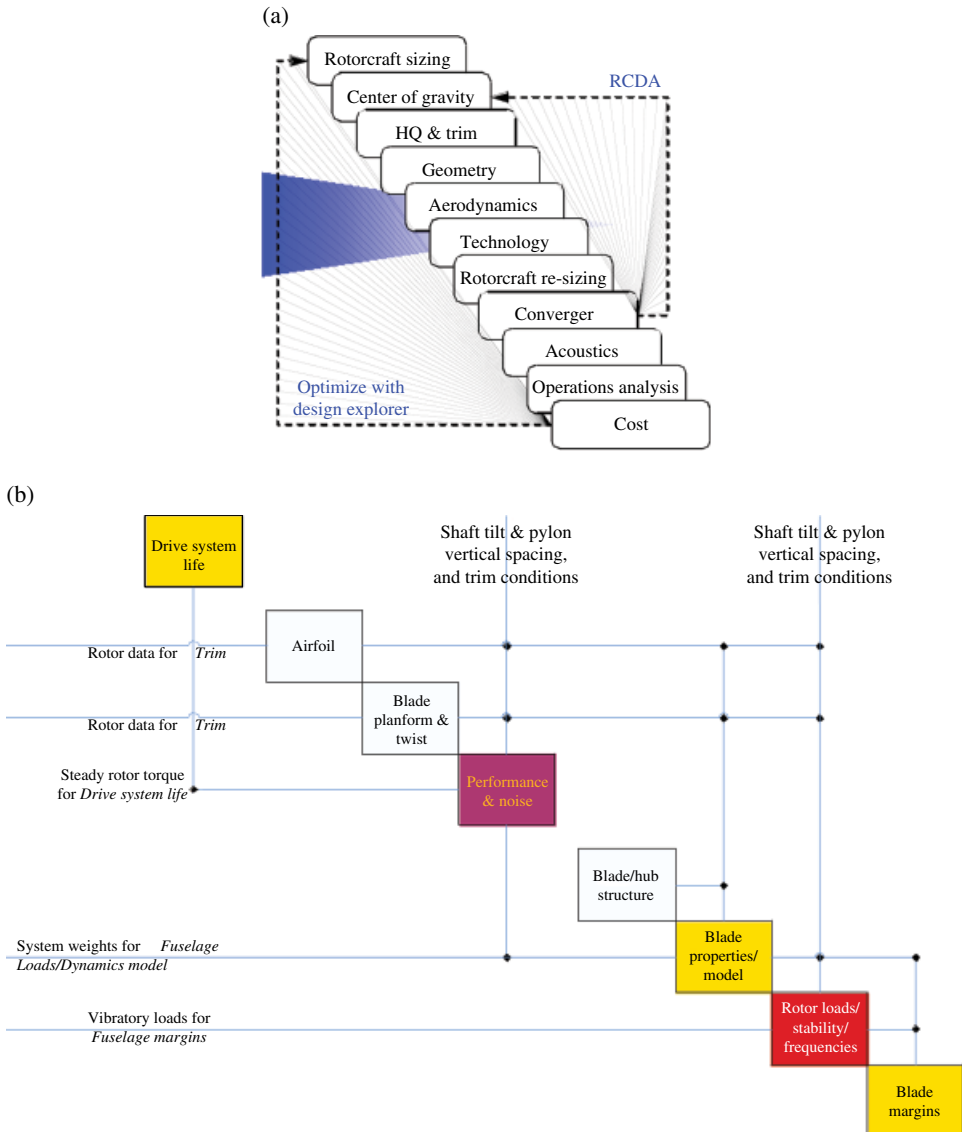 (a)
Rotorcraft sizing
Center of gravity
RCDA
HQ & trim
Geometry
Aerodynamics
Technology
Rotorcraft re-sizing
Converger
Acoustics
Optimize with
design explorer
Operations analysis
Cost
(b)
Drive system
life
Shaft tilt & pylon
vertical spacing,
and trim conditions
Shaft tilt & pylon
vertical spacing,
and trim conditions
Rotor data for Trim
Airfoil
Rotor data for Trim
Blade
planform &
twist
Steady rotor torque
for Drive system life
Performance
& noise
Blade/hub
structure
System weights for Fuselage
Loads/Dynamics model
Blade
properties/
model
Vibratory loads for
Fuselage margins
Rotor loads/
stability/
frequencies
Blade
margins